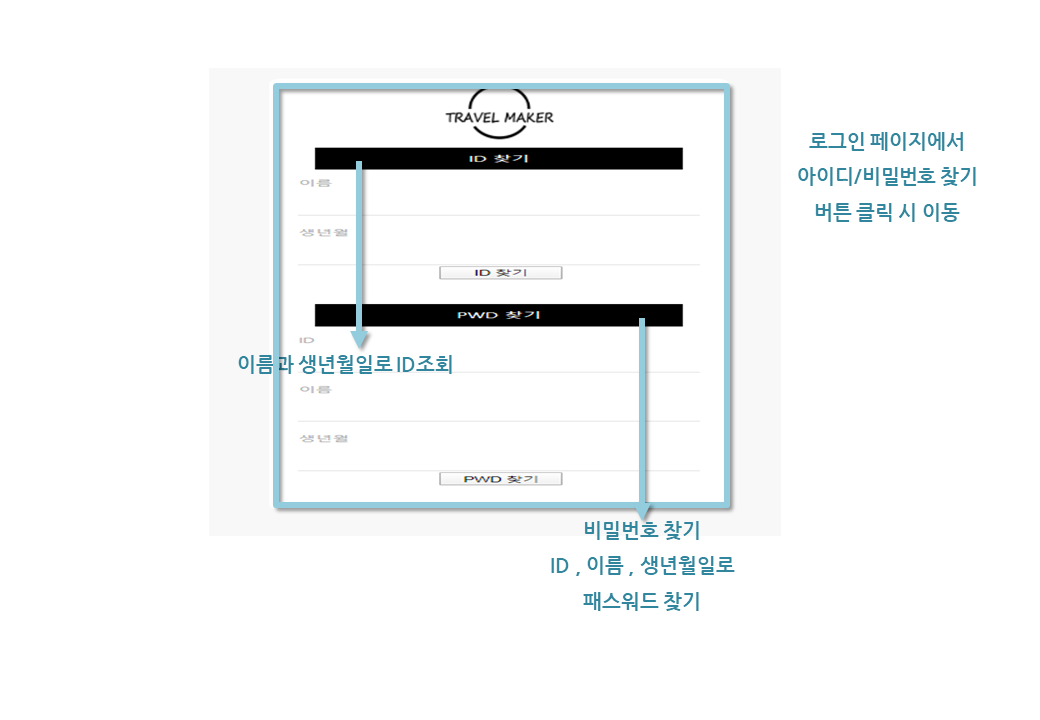 TRAVEL MAKER
ID 찾기
이름
생년월
ID 찾기
PWD 찾기
ID
이름과 생년월일로 ID조회
이름
생년월
PWD 찾기
로그인 페이지에서
아이디/비밀번호 찾기
버튼 클릭 시 이동
비밀번호 찾기
ID , 이름 , 생년월일로
패스워드 찾기